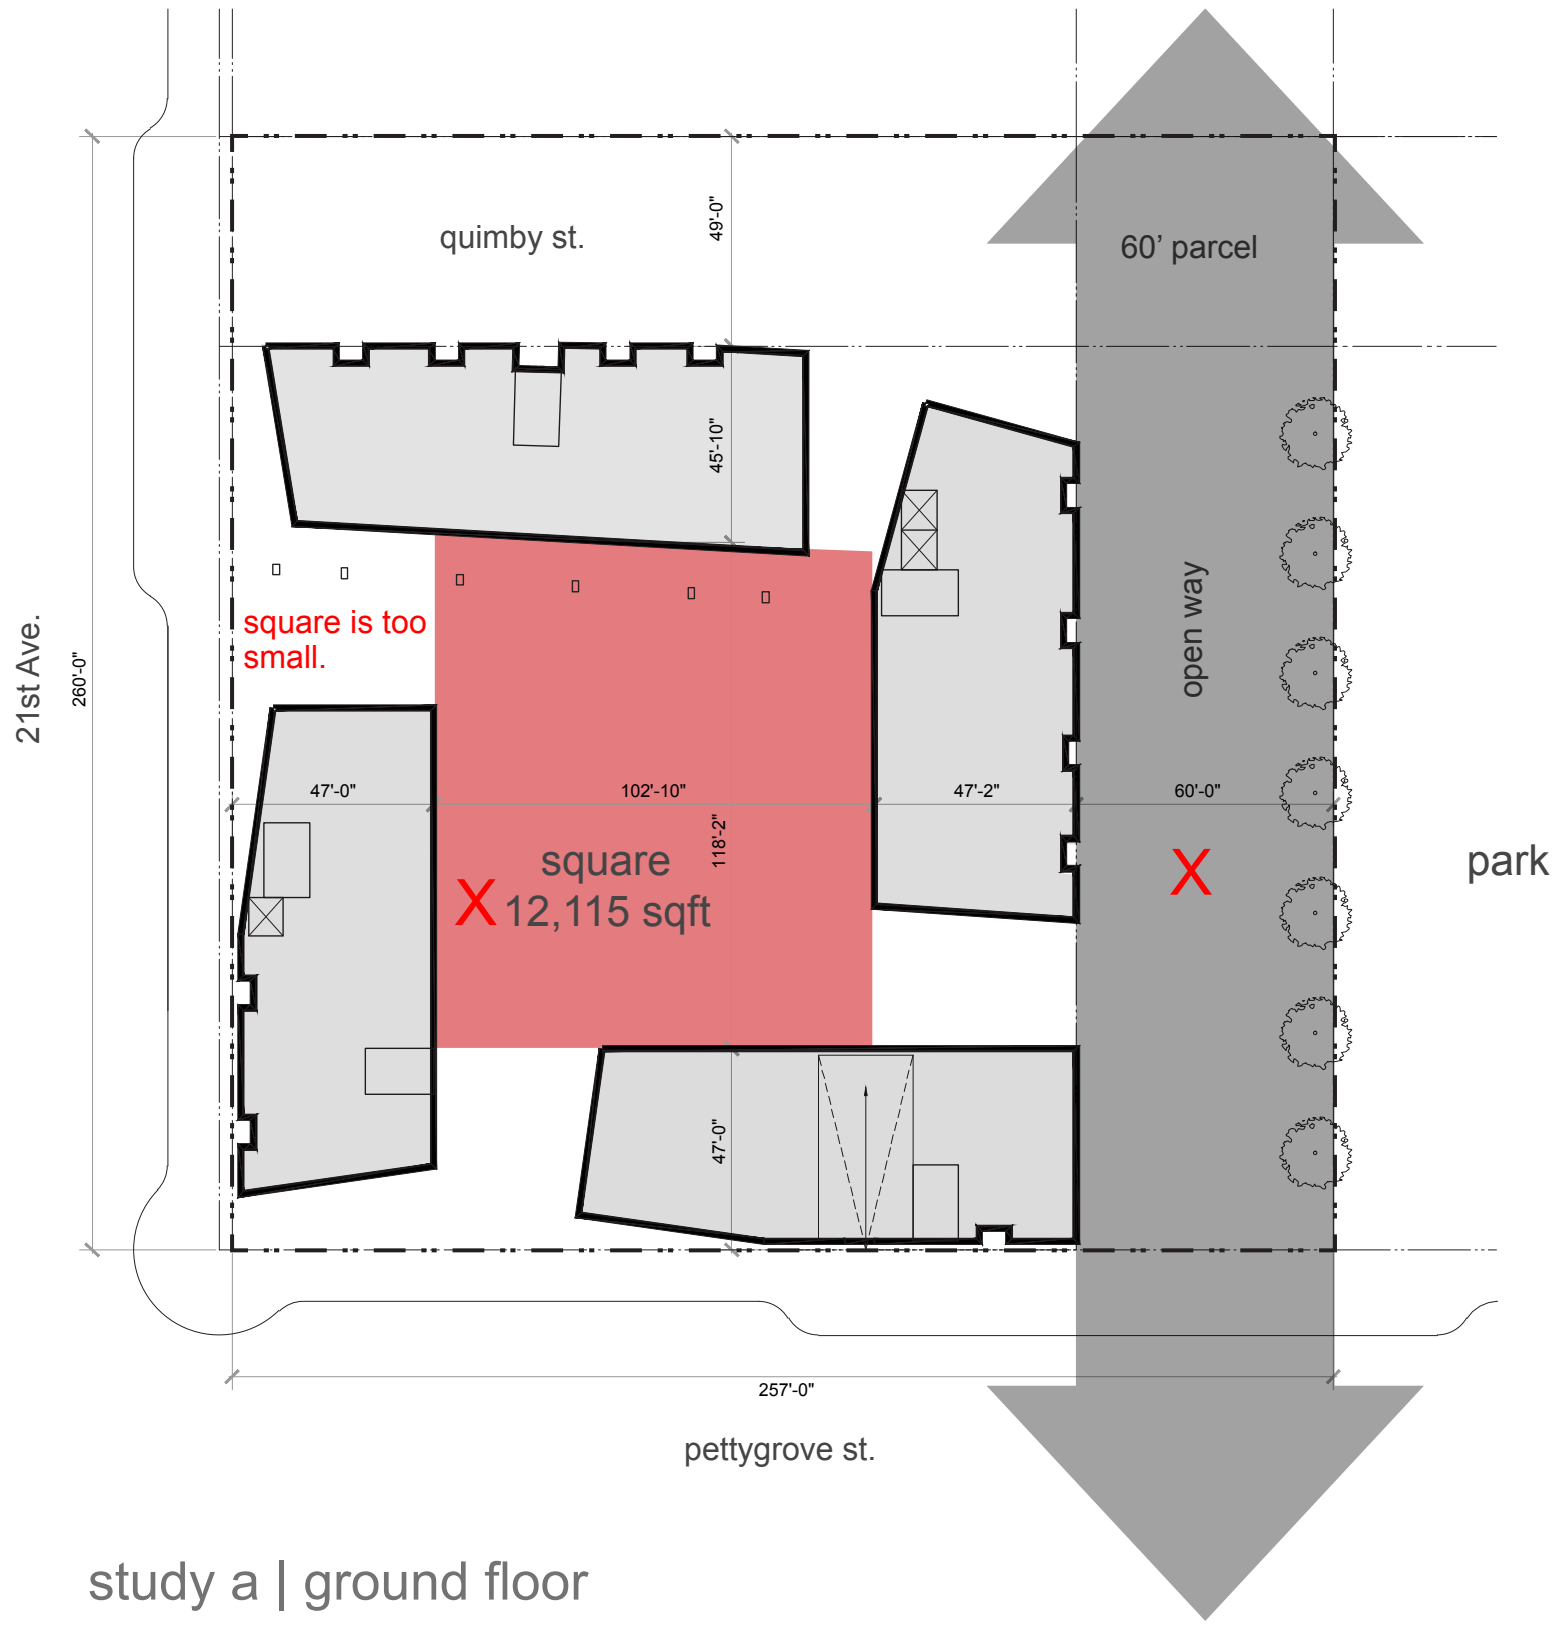 quimby st.
49'-0"
60’ parcel
45'-10"
open way
21st Ave.
260'-0"
square is too
small.
47'-0"
102'-10"
47'-2"
60'-0"
118'-2"
square
X 12,115 sqft
X
park
47'-0"
257'-0"
pettygrove st.
study a | ground floor